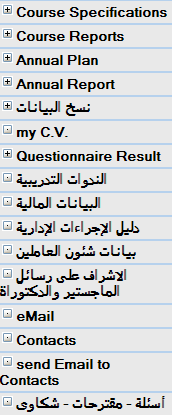 Course Specifications
Course Reports
Annual Plan
Annual Report
نسخ البيانات
my C.V.
Questionnaire Result
الندوات التدريبية
البيانات المالية
دليل الإجراءات الإدارية
بيانات شئون العاملين
الاشراف على رسائل
الماجستير والدكتوراة
eMail
Contacts
send Email to
Contacts
أسئلة - مقترحات - شكاوى